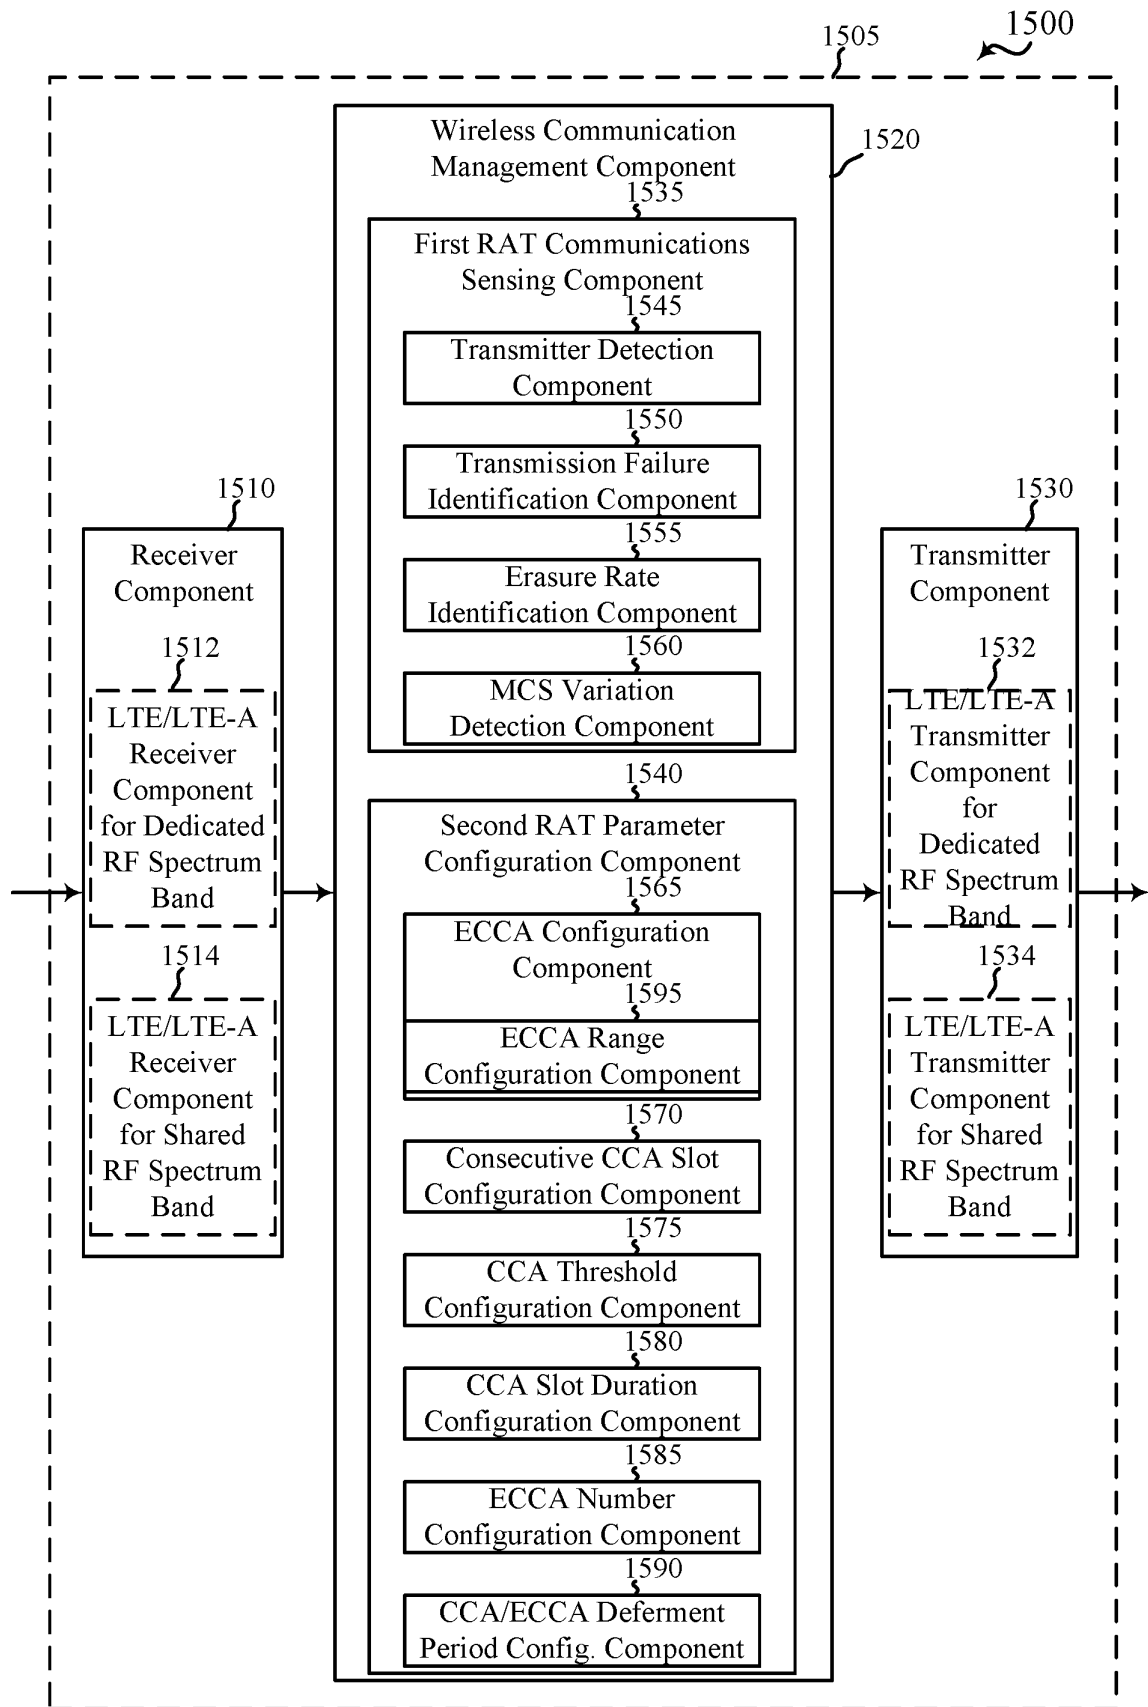 1500
1505
Wireless Communication
Management Component
1520
1535
First RAT Communications
Sensing Component
1545
Transmitter Detection
Component
1550
Transmission Failure
Identification Component
1555
Erasure Rate
Identification Component
1560
MCS Variation
Detection Component
1510
Receiver
Component
1512
LTE/LTE-A
Receiver
Component
for Dedicated
RF Spectrum
Band
1514
LTE/LTE-A
Receiver
Component
for Shared
RF Spectrum
Band
1540
Second RAT Parameter
Configuration Component
1565
ECCA Configuration
Component
1595
ECCA Range
Configuration Component
1570
Consecutive CCA Slot
Configuration Component
1575
CCA Threshold
Configuration Component
1580
CCA Slot Duration
Configuration Component
1585
ECCA Number
Configuration Component
1590
CCA/ECCA Deferment
Period Config. Component
1530
Transmitter
Component
1532
LTE/LTE-A
Transmitter
Component
for
Dedicated
RF Spectrum
Band
1534
LTE/LTE-A
Transmitter
Component
for Shared
RF Spectrum
Band